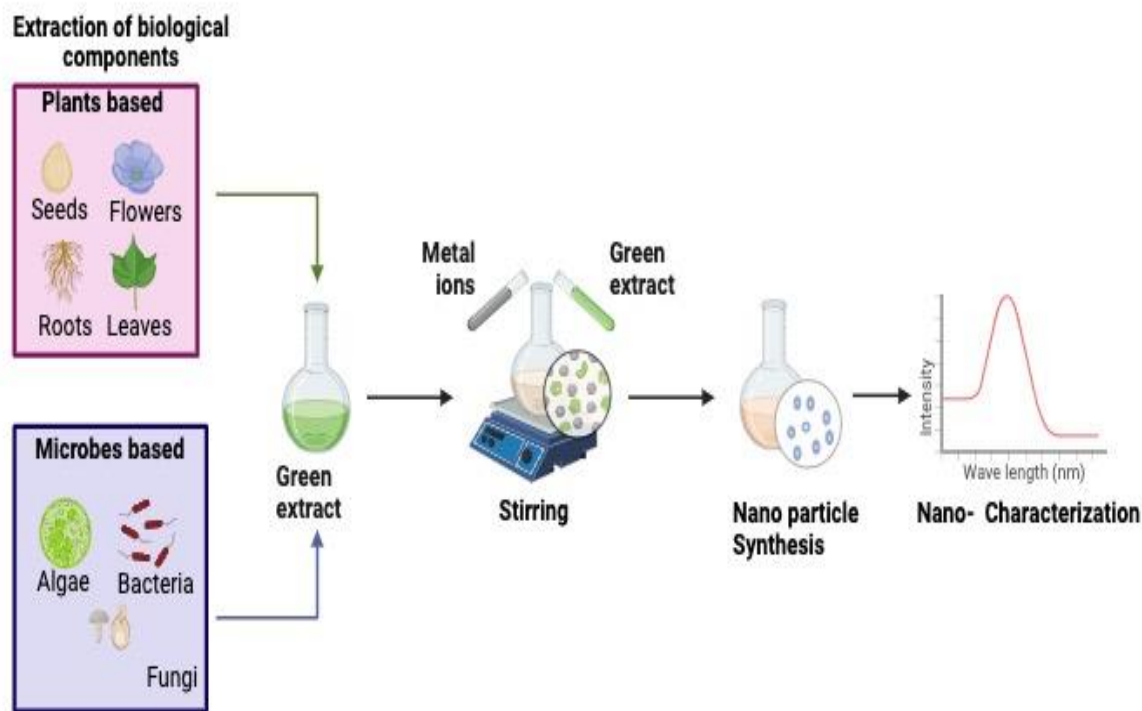 Extraction of biological
components
Plants based
Seeds Flowers
Roots Leaves
Microbes based
Algae Bacteria
Fungi
Green
extract
Metal
ions
Green
extract
Stirring
Nano particle
Synthesis
Intensity
Wave length (nm)
Nano- Characterization